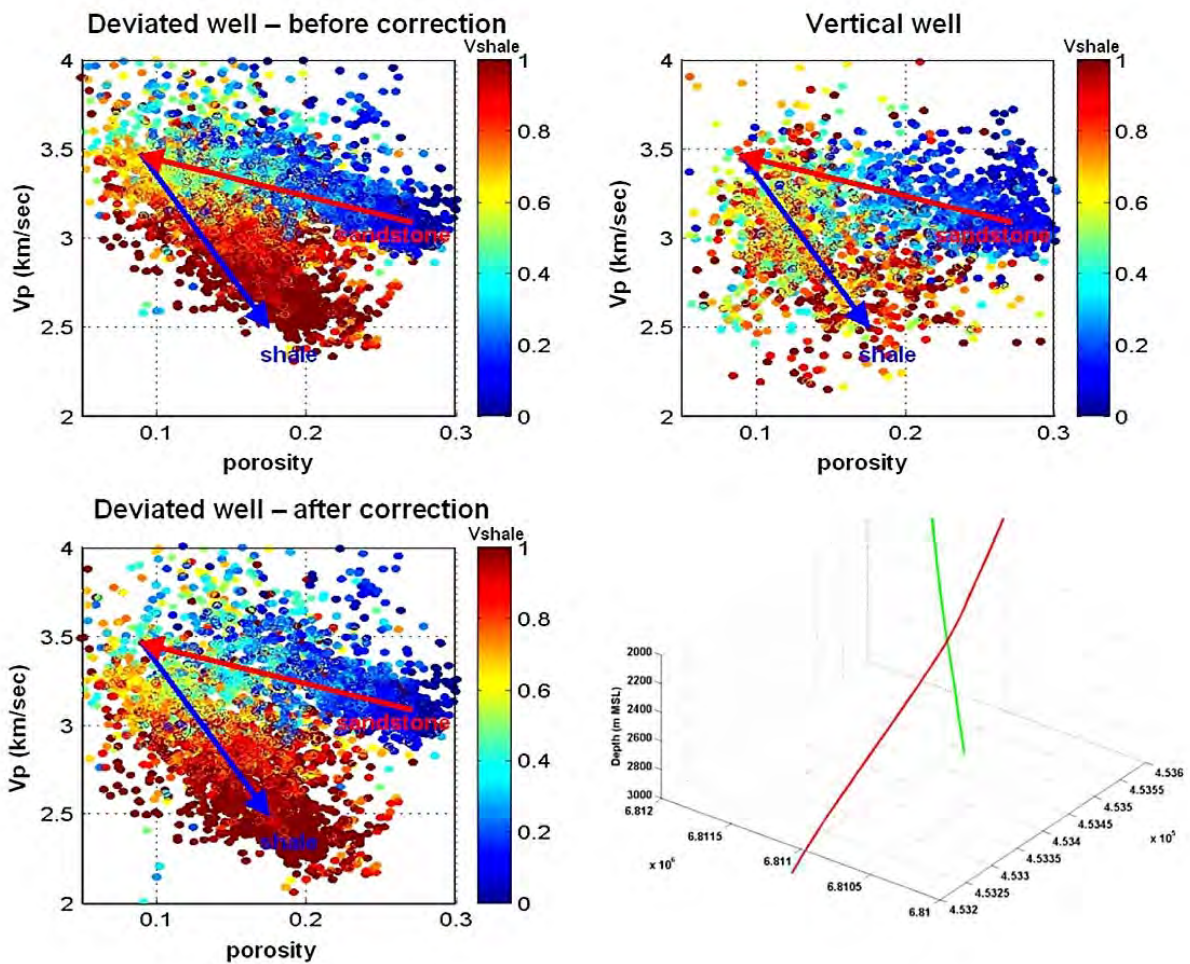 Deviated well – before correction
Vshale
4
3.5
3
2.5
2
Vp (km/sec)
sandstone
shale
0.1
0.2
0.3
porosity
1
0.8
0.6
0.4
0.2
0
Vertical well
Vshale
4
3.5
3
2.5
2
Vp (km/sec)
sandstone
shale
0.1
0.2
0.3
porosity
1
0.8
0.6
0.4
0.2
0
Deviated well – after correction
Vshale
4
3.5
3
2.5
2
Vp (km/sec)
sandstone
shale
0.1
0.2
0.3
porosity
1
0.8
0.6
0.4
0.2
0
Depth (m MSL)
2000
2200
2400
2600
2800
3000
6.812
6.8115
6.811
6.8105
6.81
x 10⁶
4.536
4.5355
4.535
4.5345
4.534
4.5335
4.533
4.5325
4.532
x 10⁵